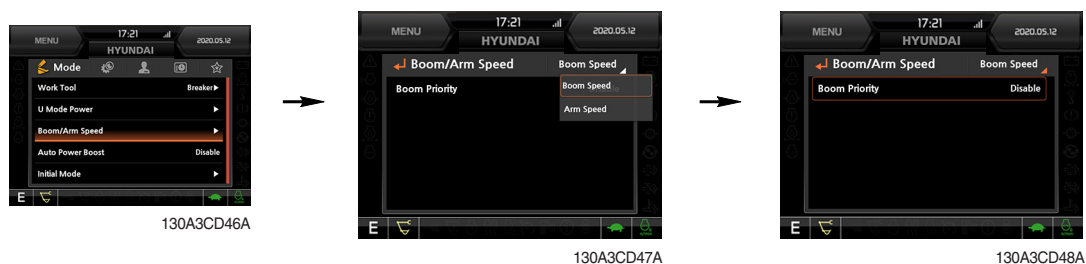 MENU
17:21
2020.05.12
HYUNDAI
Mode
Work Tool Breaker
U Mode Power
Boom/Arm Speed
Auto Power Boost Disable
Initial Mode
E
130A3CD46A
MENU
17:21
2020.05.12
HYUNDAI
Boom/Arm Speed Boom Speed
Boom Priority
Boom Speed
Arm Speed
E
130A3CD47A
MENU
17:21
2020.05.12
HYUNDAI
Boom/Arm Speed Boom Speed
Boom Priority Disable
E
130A3CD48A